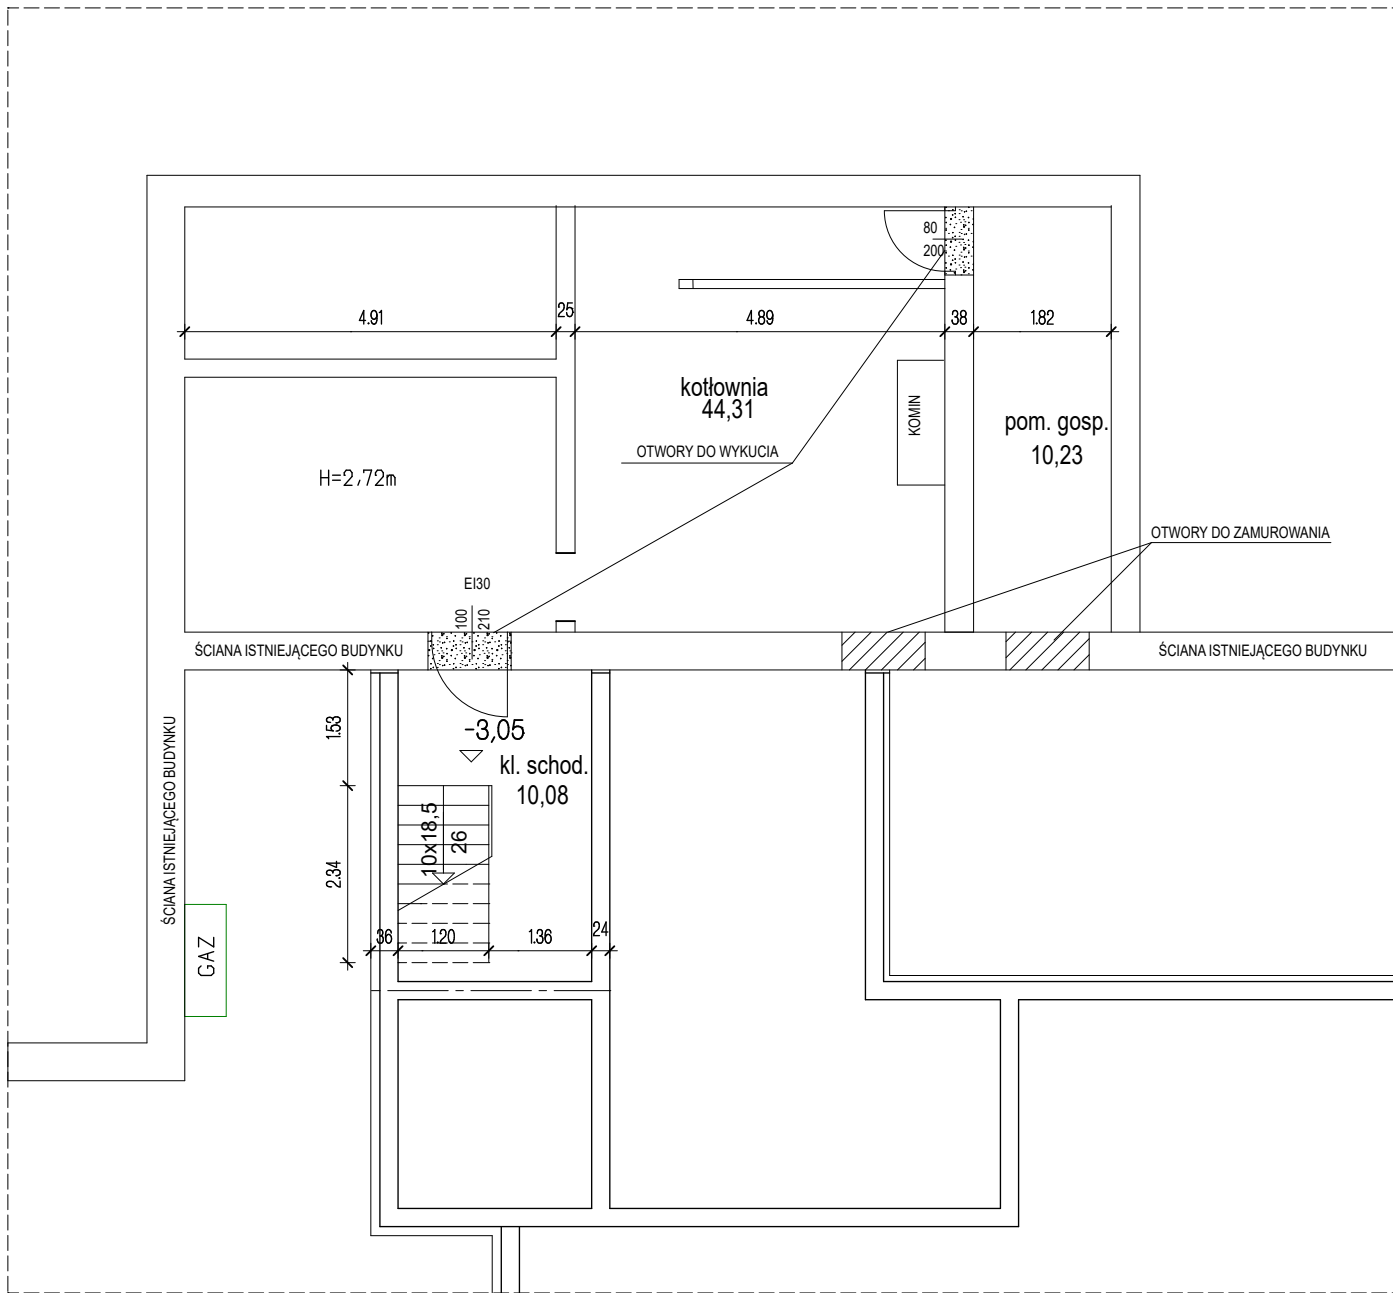 80
200
4.91
25
4.89
38
1.82
kotłownia
44,31
KOMIN
pom. gosp.
10,23
OTWORY DO WYKUCIA
H=2,72m
OTWORY DO ZAMUROWANIA
EI30
100
210
ŚCIANA ISTNIEJĄCEGO BUDYNKU
ŚCIANA ISTNIEJĄCEGO BUDYNKU
1.53
-3,05
kl. schod.
10,08
ŚCIANA ISTNIEJĄCEGO BUDYNKU
10x18,5
26
2.34
36
1.20
1.36
24
GAZ